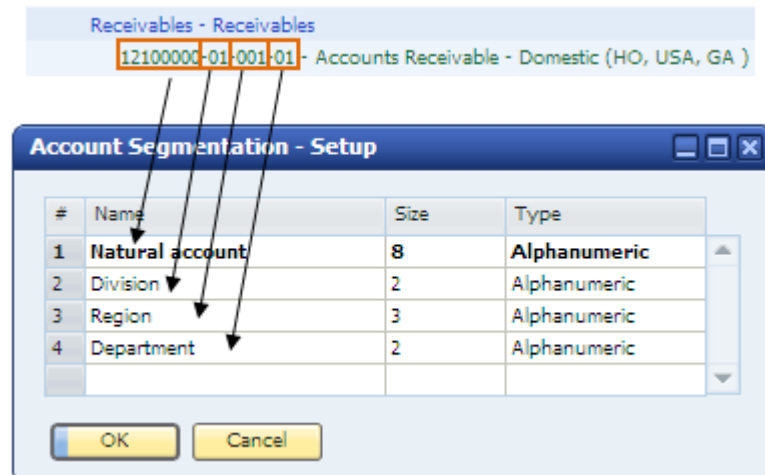 Receivables - Receivables
12100000-01-001-01 - Accounts Receivable - Domestic (HO, USA, GA )
Account Segmentation - Setup
# Name Size Type
1 Natural account 8 Alphanumeric
2 Division 2 Alphanumeric
3 Region 3 Alphanumeric
4 Department 2 Alphanumeric
OK Cancel